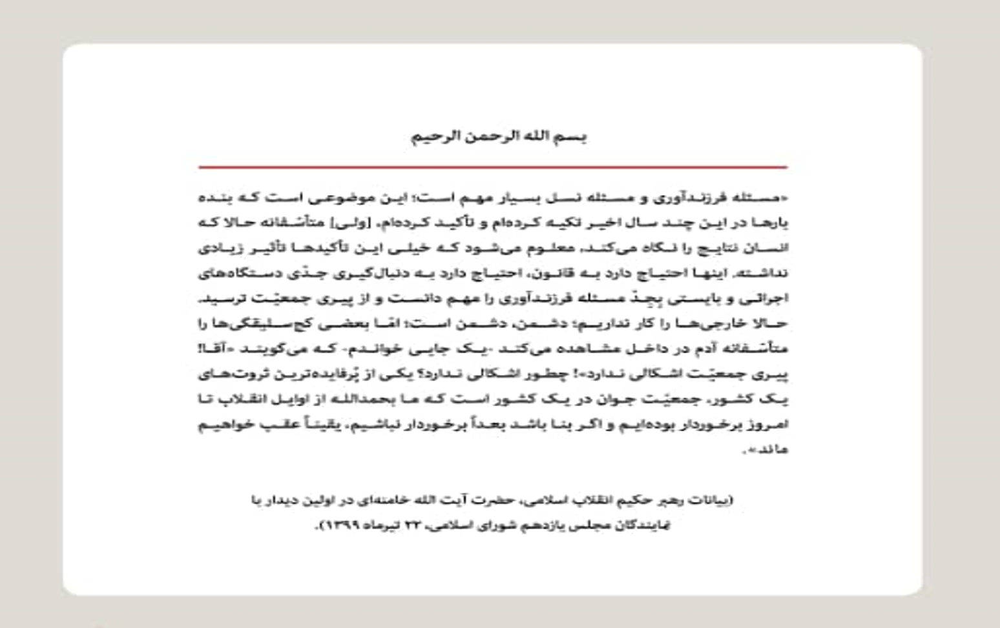 بسم الله الرحمن الرحیم
«مسئله فرزندآوری و مسئله نسل بسیار مهم است؛ این موضوعی است که بنده
بارها در این چند سال اخیر تکیه کرده‌ام و تأکید کرده‌ام، [ولی] متأسّفانه حالا که
انسان نتایج را نگاه می‌کند، معلوم می‌شود که خیلی این تأکیدها تأثیر زیادی
نداشته. اینها احتیاج دارد به قانون، احتیاج دارد به دنبال‌گیری جدّی دستگاه‌های
اجرائی و بایستی بِجِدّ مسئله فرزندآوری را مهم دانست و از پیری جمعیّت ترسید.
حالا خارجی‌ها را کار نداریم؛ دشمن، دشمن است؛ امّا بعضی کج‌سلیقگی‌ها را
متأسّفانه آدم در داخل مشاهده می‌کند -یک جایی خواندم- که می‌گویند «آقا!
پیری جمعیّت اشکالی ندارد»! چطور اشکالی ندارد؟ یکی از پُرفایده‌ترین ثروت‌های
یک کشور، جمعیّت جوان در یک کشور است که ما بحمدالله از اوایل انقلاب تا
امروز برخوردار بوده‌ایم و اگر بنا باشد بعداً برخوردار نباشیم، یقیناً عقب خواهیم
ماند».
(بیانات رهبر حکیم انقلاب اسلامی، حضرت آیت الله خامنه‌ای در اولین دیدار با
نمایندگان مجلس یازدهم شورای اسلامی، ۲۲ تیرماه ۱۳۹۹).